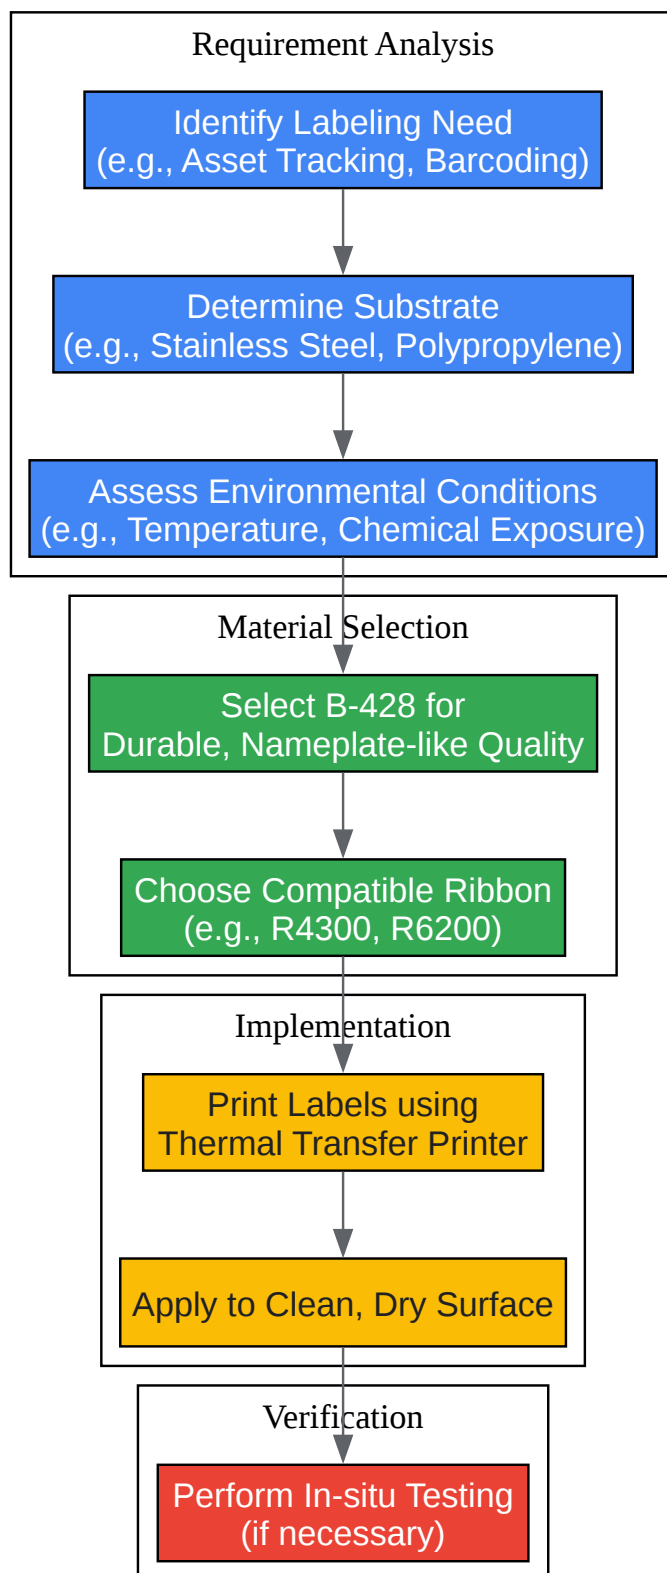 Requirement Analysis
Identify Labeling Need
(e.g., Asset Tracking, Barcoding)
Determine Substrate
(e.g., Stainless Steel, Polypropylene)
Assess Environmental Conditions
(e.g., Temperature, Chemical Exposure)
Material Selection
Select B-428 for
Durable, Nameplate-like Quality
Choose Compatible Ribbon
(e.g., R4300, R6200)
Implementation
Print Labels using
Thermal Transfer Printer
Apply to Clean, Dry Surface
Verification
Perform In-situ Testing
(if necessary)